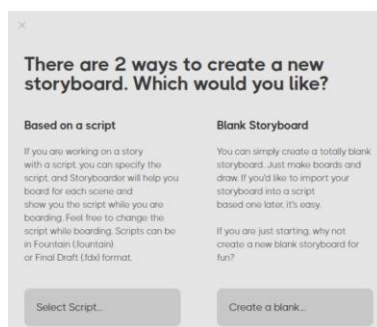 ×
There are 2 ways to create a new
storyboard. Which would you like?
Based on a script
If you are working on a story
with a script, you can specify the
script, and Storyboarder will help you
board for each scene and
show you the script while you are
boarding. Feel free to change the
script while boarding. Scripts can be
in Fountain (.fountain)
or Final Draft (.fdx) format.
Select Script...
Blank Storyboard
You can simply create a totally blank
storyboard. Just make boards and
draw. If you'd like to import your
storyboard into a script
based one later, it's easy.
If you are just starting, why not
create a new blank storyboard for
fun?
Create a blank...